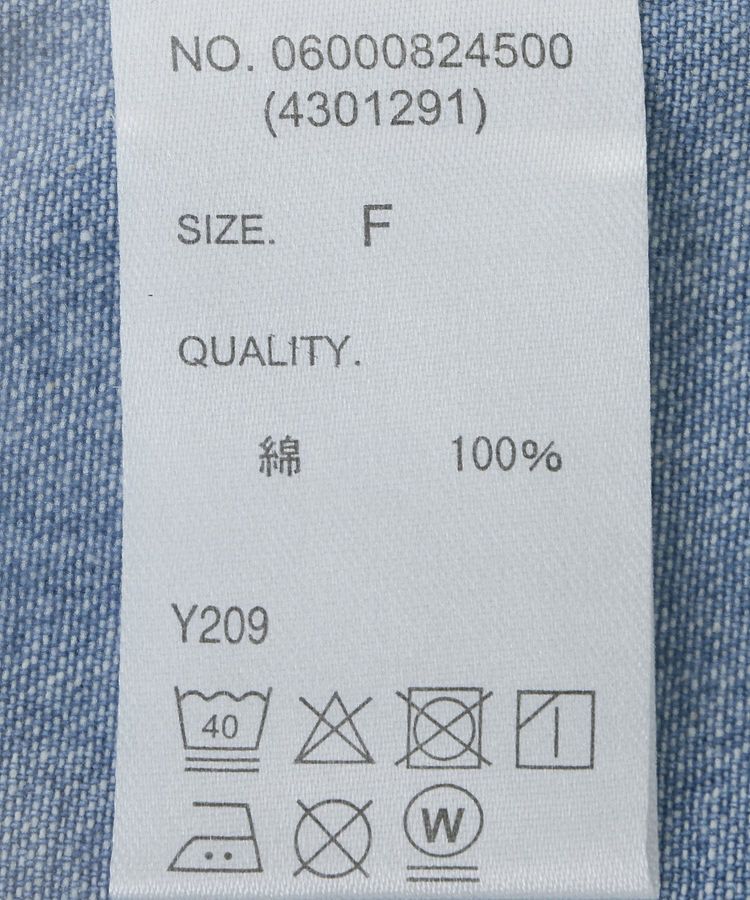 NO. 06000824500
(4301291)
SIZE. F
QUALITY.
綿 100%
Y209
40
W